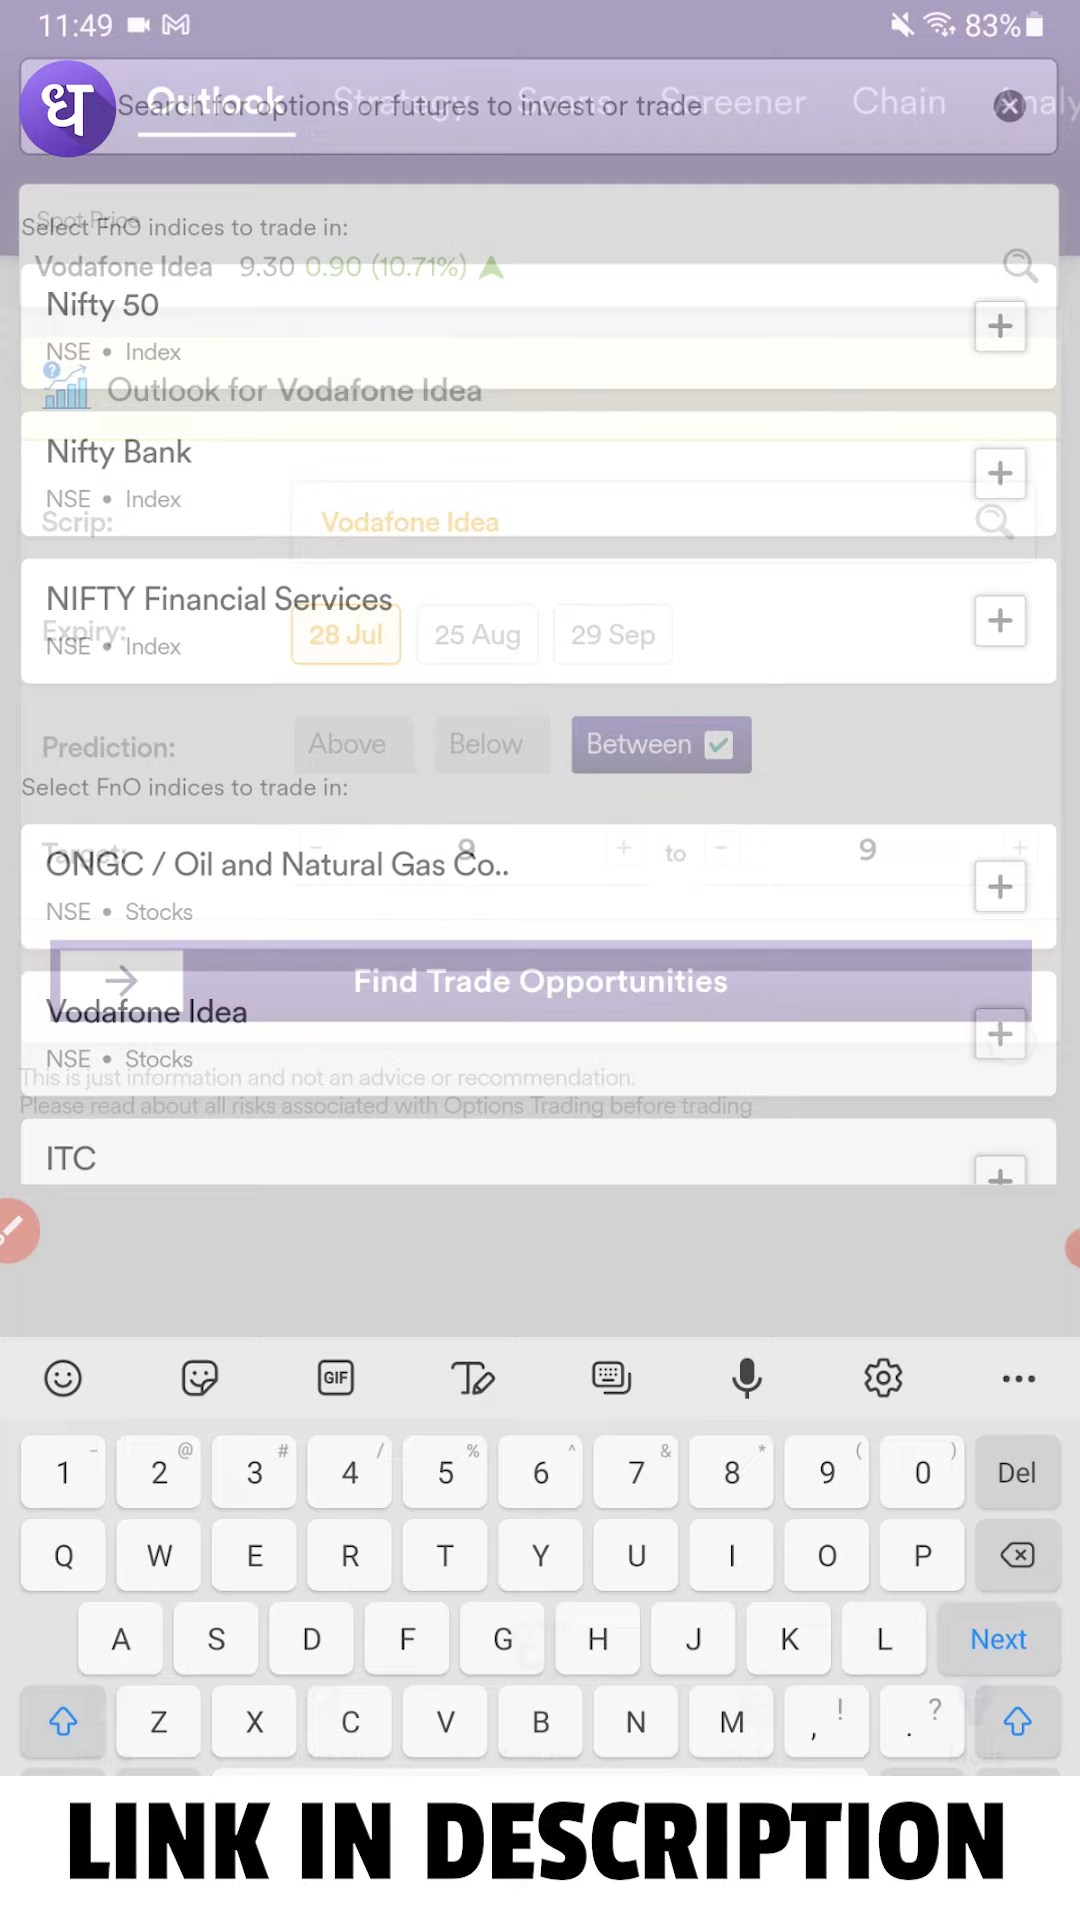 11:49
83%
ध
Outlook Strategy Scans Screener Chain Analy
Search for options or futures to invest or trade
Spot Price
Select FnO indices to trade in:
Vodafone Idea 9.30 0.90 (10.71%)
Nifty 50
NSE • Index
Outlook for Vodafone Idea
Nifty Bank
NSE • Index
Scrip: Vodafone Idea
NIFTY Financial Services
Expiry: 28 Jul 25 Aug 29 Sep
NSE • Index
Prediction: Above Below Between
Select FnO indices to trade in:
Target: - 9 + to - 9 +
ONGC / Oil and Natural Gas Co..
NSE • Stocks
Find Trade Opportunities
Vodafone Idea
NSE • Stocks
This is just information and not an advice or recommendation.
Please read about all risks associated with Options Trading before trading
ITC
GIF
- @ # / % ^ & * ( )
1 2 3 4 5 6 7 8 9 0 Del
Q W E R T Y U I O P
A S D F G H J K L Next
! ?
Z X C V B N M , .
LINK IN DESCRIPTION